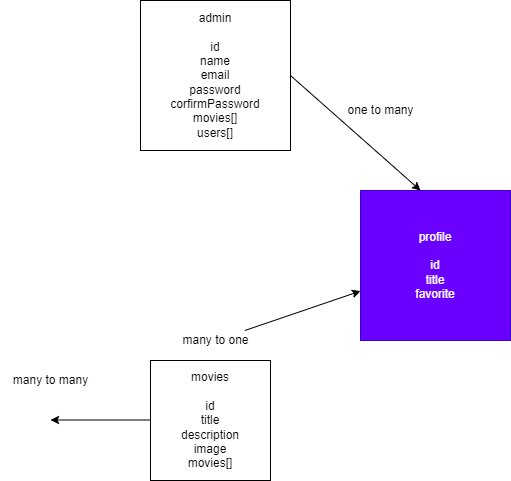 admin
id
name
email
password
corfirmPassword
movies[]
users[]
one to many
profile
id
title
favorite
many to one
many to many
movies
id
title
description
image
movies[]